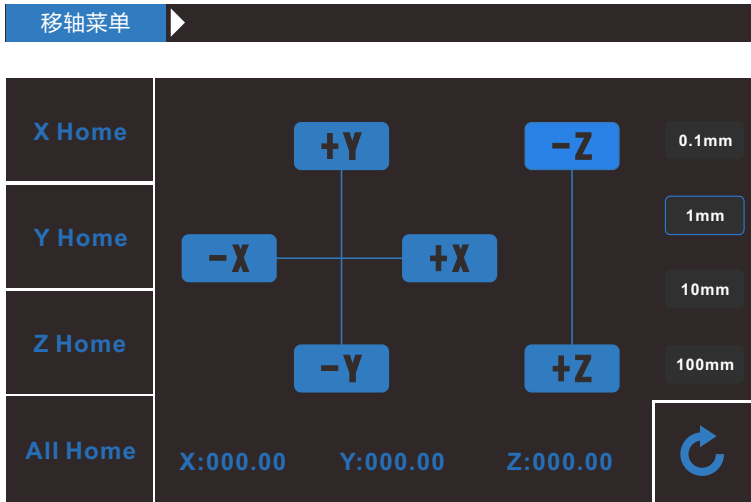 移轴菜单
X Home
Y Home
Z Home
All Home
+Y
-X
+X
-Y
-Z
+Z
0.1mm
1mm
10mm
100mm
X:000.00 Y:000.00 Z:000.00